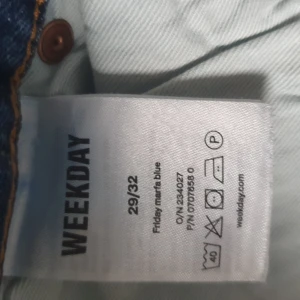 WEEKDAY
29/32
Friday marfa blue
O/N 234027
P/N 0707658 0
40 P
weekday.com